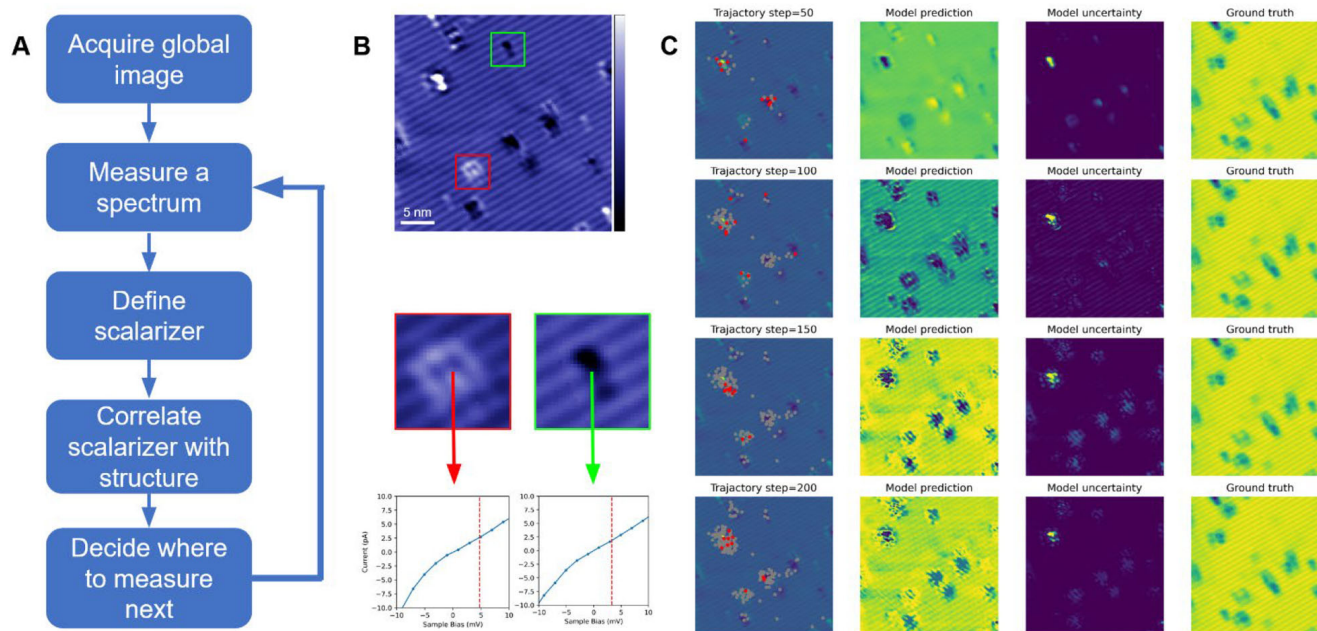 A
Acquire global
image
Measure a
spectrum
Define
scalarizer
Correlate
scalarizer with
structure
Decide where
to measure
next
B
5 nm
10.0
7.5
5.0
2.5
0.0
−2.5
−5.0
−7.5
−10.0
Current (pA)
−10 −5 0 5 10
Sample Bias (mV)
10.0
7.5
5.0
2.5
0.0
−2.5
−5.0
−7.5
−10.0
−10 −5 0 5 10
Sample Bias (mV)
C
Trajactory step=50 Model prediction Model uncertainty Ground truth
Trajactory step=100 Model prediction Model uncertainty Ground truth
Trajactory step=150 Model prediction Model uncertainty Ground truth
Trajactory step=200 Model prediction Model uncertainty Ground truth